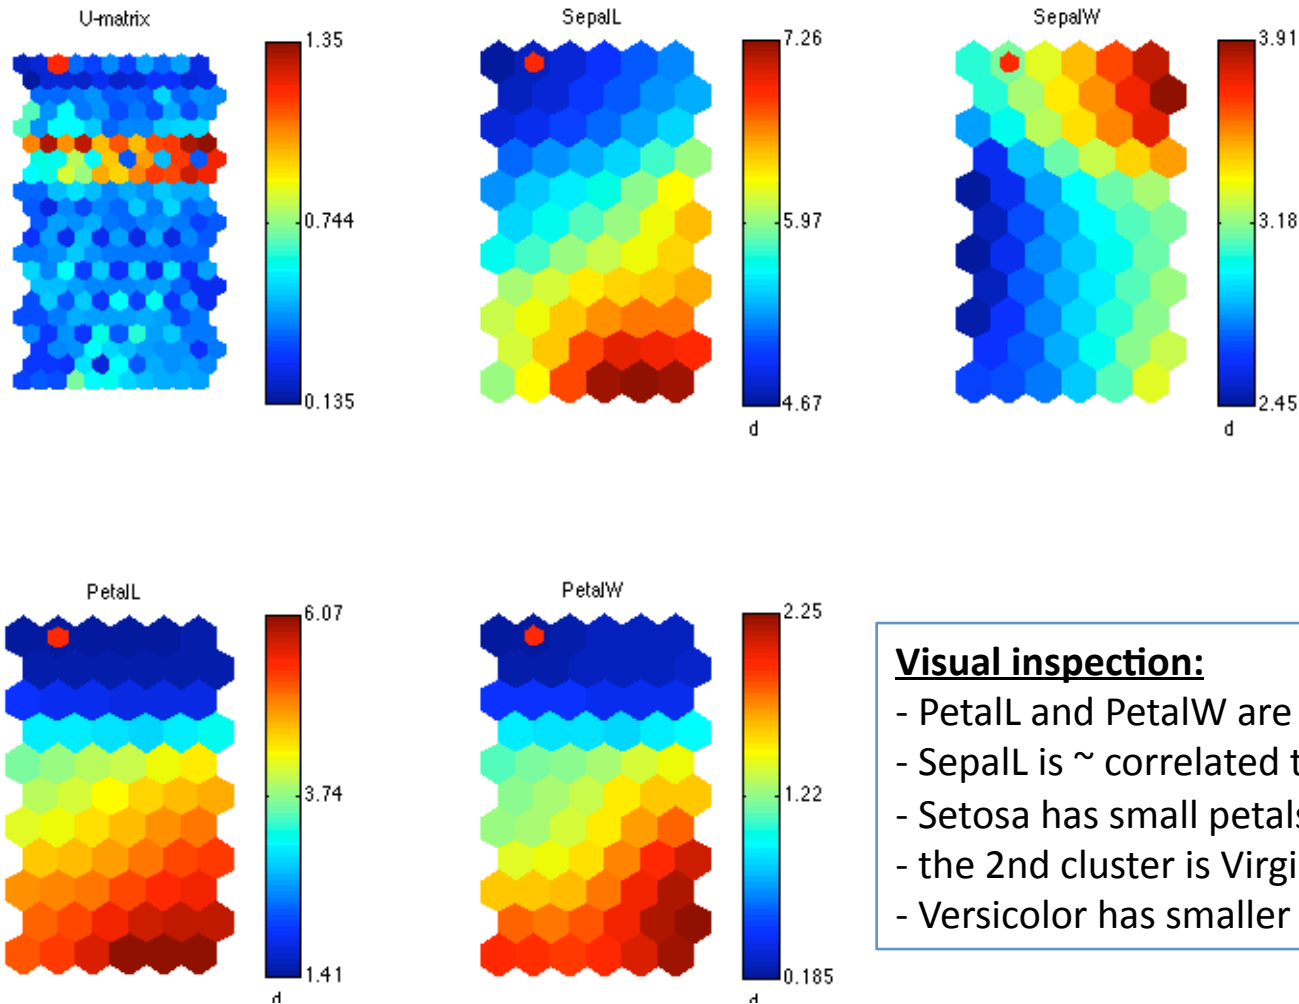 U-matrix
1.35
0.744
0.135
SepalL
7.26
5.97
4.67
d
SepalW
3.91
3.18
2.45
d
PetalL
6.07
3.74
1.41
d
PetalW
2.25
1.22
0.185
d
Visual inspection:
- PetalL and PetalW are
- SepalL is ~ correlated t
- Setosa has small petals
- the 2nd cluster is Virgi
- Versicolor has smaller